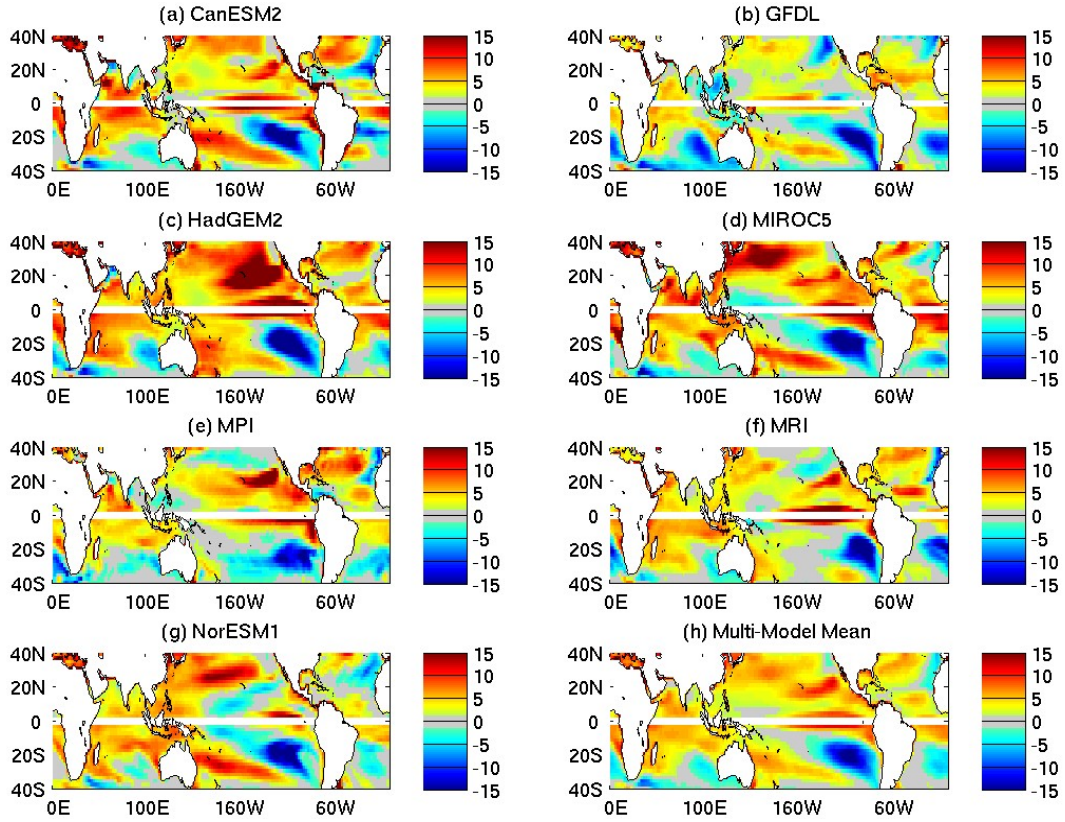 (a) CanESM2
40N
20N
0
20S
40S
0E 100E 160W 60W
15
10
5
0
-5
-10
-15
(b) GFDL
40N
20N
0
20S
40S
0E 100E 160W 60W
15
10
5
0
-5
-10
-15
(c) HadGEM2
40N
20N
0
20S
40S
0E 100E 160W 60W
15
10
5
0
-5
-10
-15
(d) MIROC5
40N
20N
0
20S
40S
0E 100E 160W 60W
15
10
5
0
-5
-10
-15
(e) MPI
40N
20N
0
20S
40S
0E 100E 160W 60W
15
10
5
0
-5
-10
-15
(f) MRI
40N
20N
0
20S
40S
0E 100E 160W 60W
15
10
5
0
-5
-10
-15
(g) NorESM1
40N
20N
0
20S
40S
0E 100E 160W 60W
15
10
5
0
-5
-10
-15
(h) Multi-Model Mean
40N
20N
0
20S
40S
0E 100E 160W 60W
15
10
5
0
-5
-10
-15